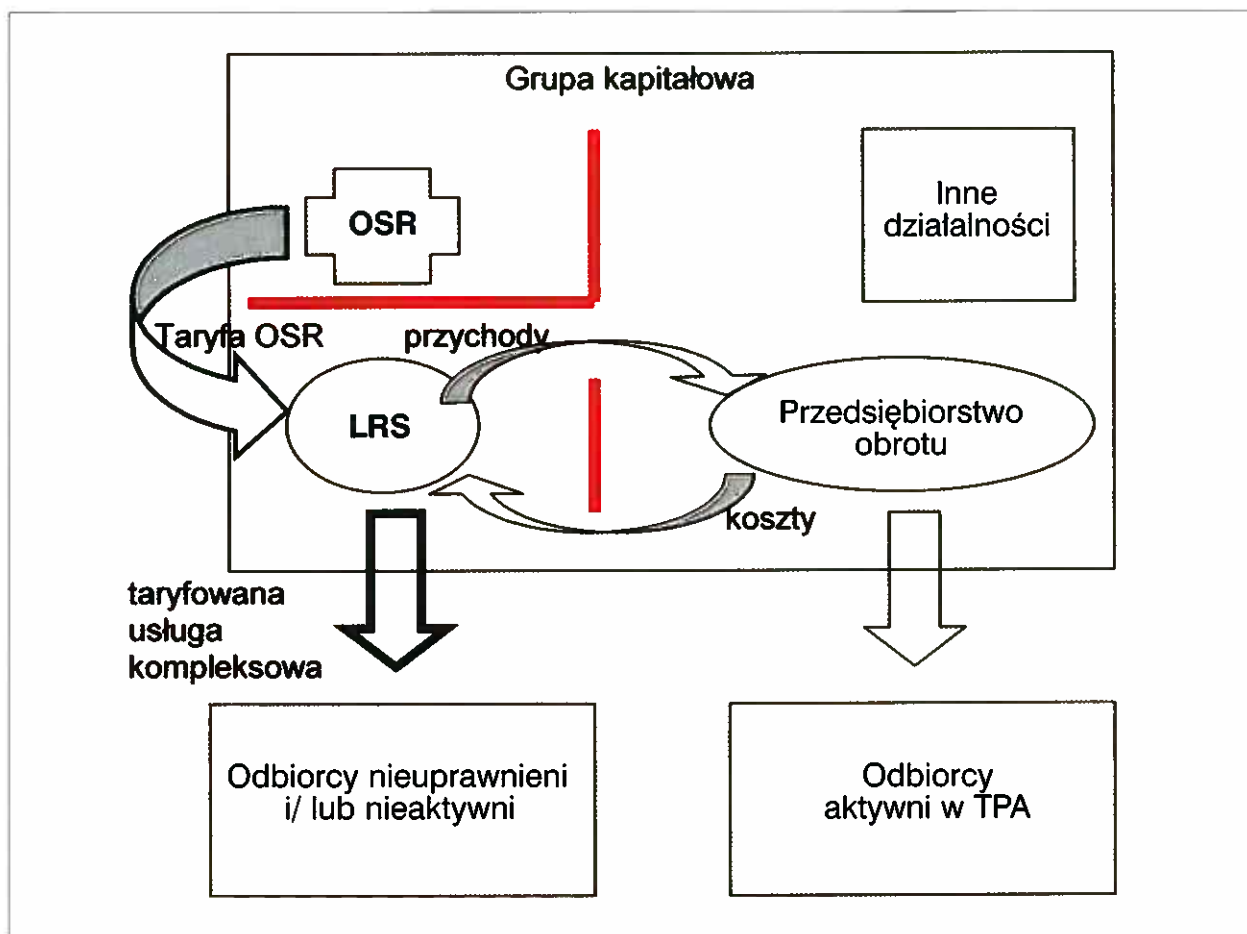 Grupa kapitałowa
OSR
Inne
działalności
Taryfa OSR
przychody
LRS
Przedsiębiorstwo
obrotu
koszty
taryfowana
usługa
kompleksowa
Odbiorcy nieuprawnieni
i/ lub nieaktywni
Odbiorcy
aktywni w TPA